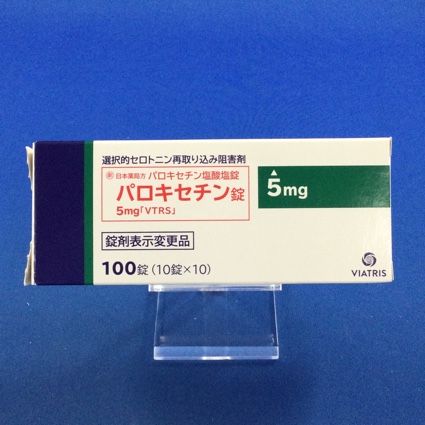 選択的セロトニン再取り込み阻害剤
日本薬局方 パロキセチン塩酸塩錠
パロキセチン錠
5mg「VTRS」
5mg
錠剤表示変更品
100錠(10錠×10)
VIATRIS